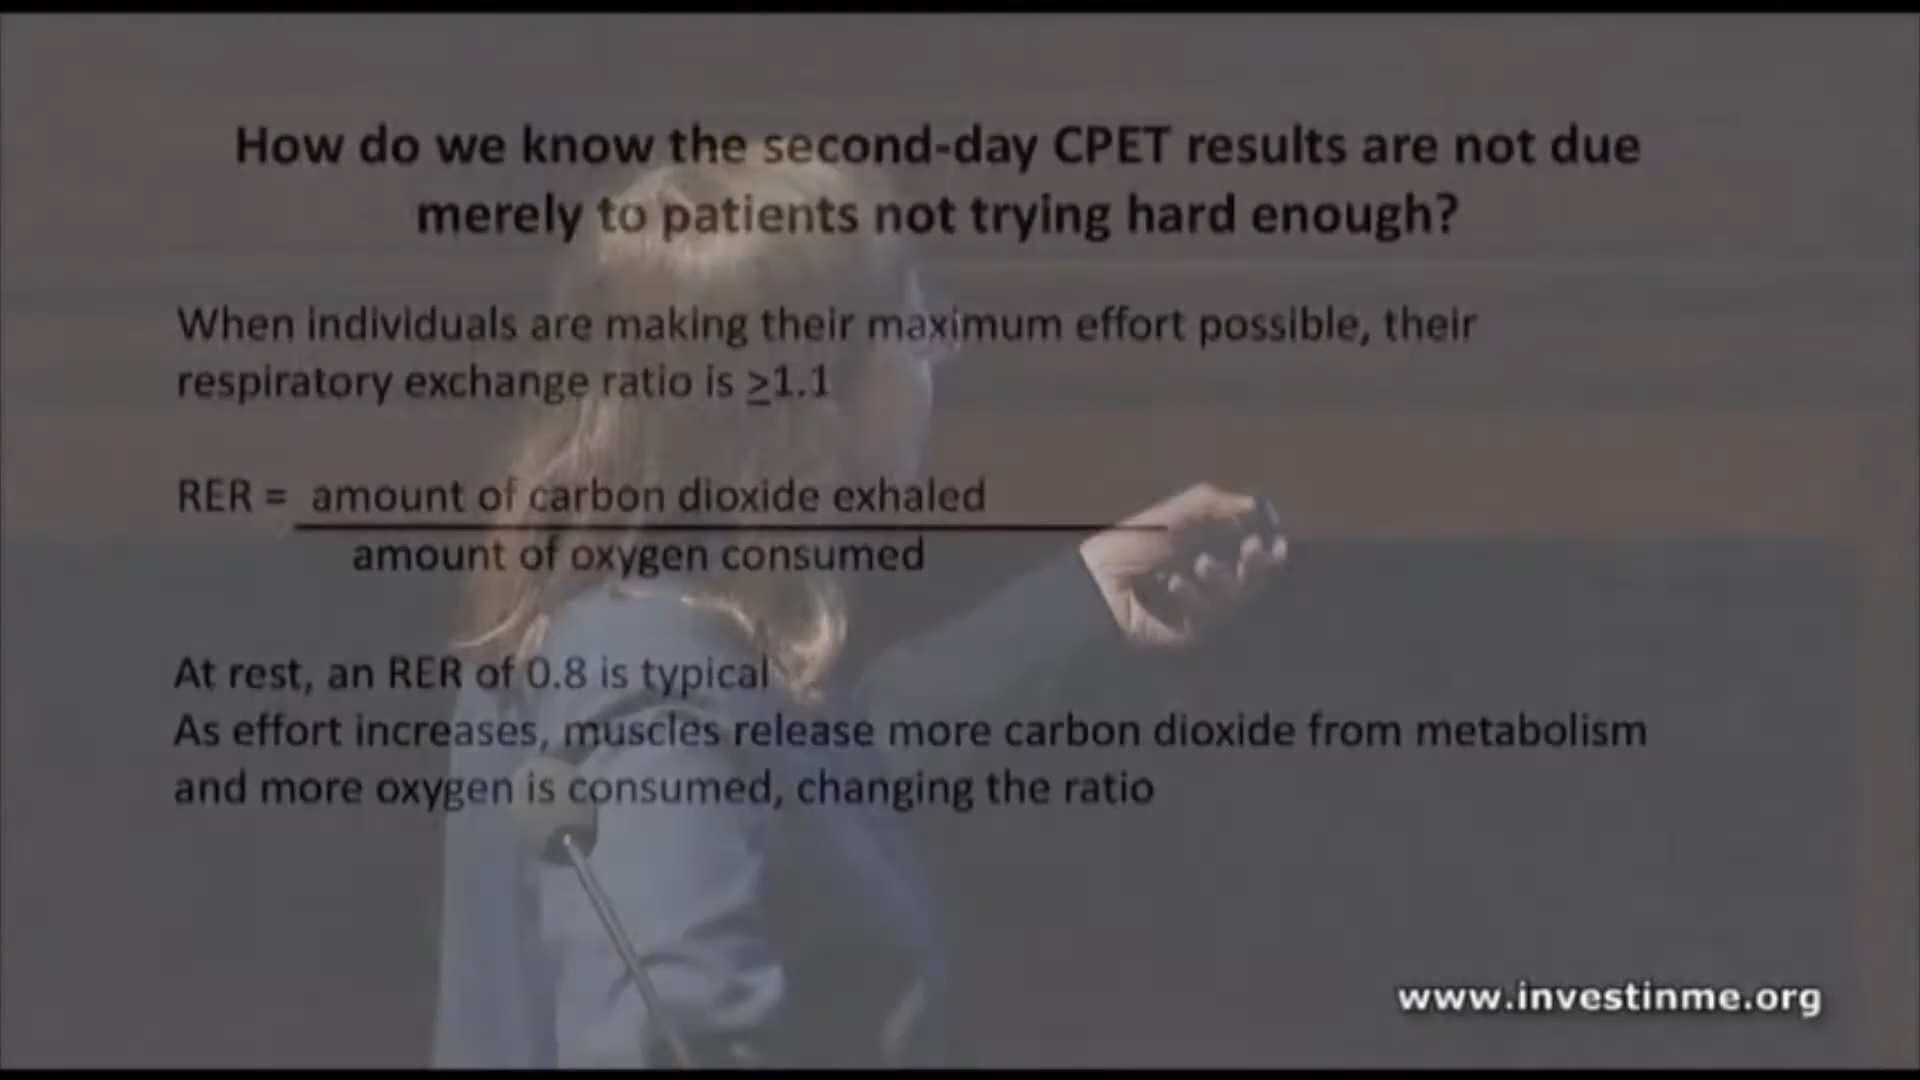 How do we know the second-day CPET results are not due
merely to patients not trying hard enough?
When individuals are making their maximum effort possible, their
respiratory exchange ratio is ≥1.1
RER = amount of carbon dioxide exhaled
amount of oxygen consumed
At rest, an RER of 0.8 is typical
As effort increases, muscles release more carbon dioxide from metabolism
and more oxygen is consumed, changing the ratio
www.investinme.org